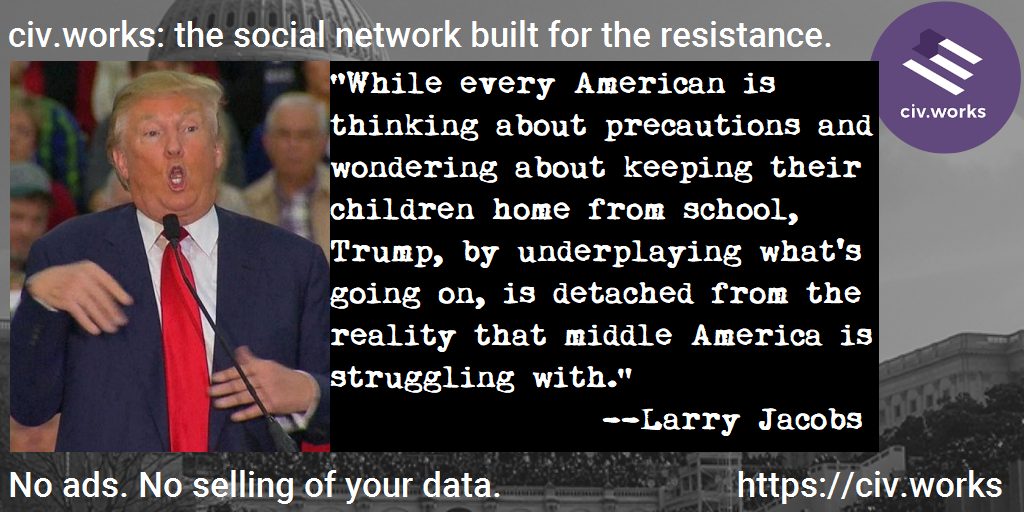 civ.works: the social network built for the resistance.
civ.works
"While every American is
thinking about precautions and
wondering about keeping their
children home from school,
Trump, by underplaying what's
going on, is detached from the
reality that middle America is
struggling with."
--Larry Jacobs
No ads. No selling of your data.
https://civ.works